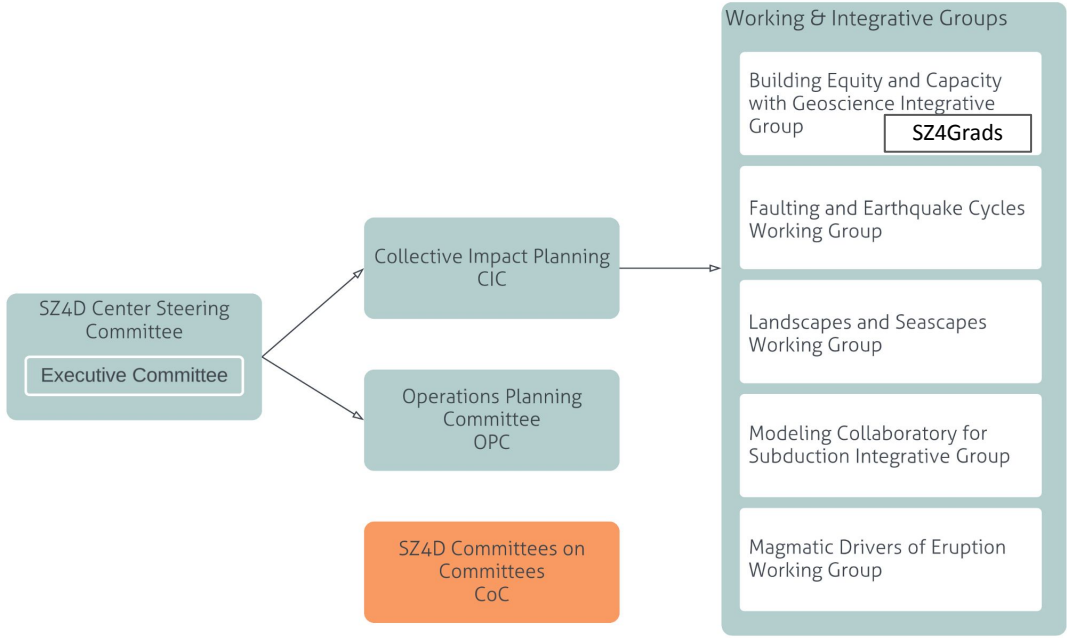 Working & Integrative Groups
Building Equity and Capacity
with Geoscience Integrative
Group
SZ4Grads
Faulting and Earthquake Cycles
Working Group
Collective Impact Planning
CIC
SZ4D Center Steering
Committee
Executive Committee
Landscapes and Seascapes
Working Group
Operations Planning
Committee
OPC
Modeling Collaboratory for
Subduction Integrative Group
SZ4D Committees on
Committees
CoC
Magmatic Drivers of Eruption
Working Group